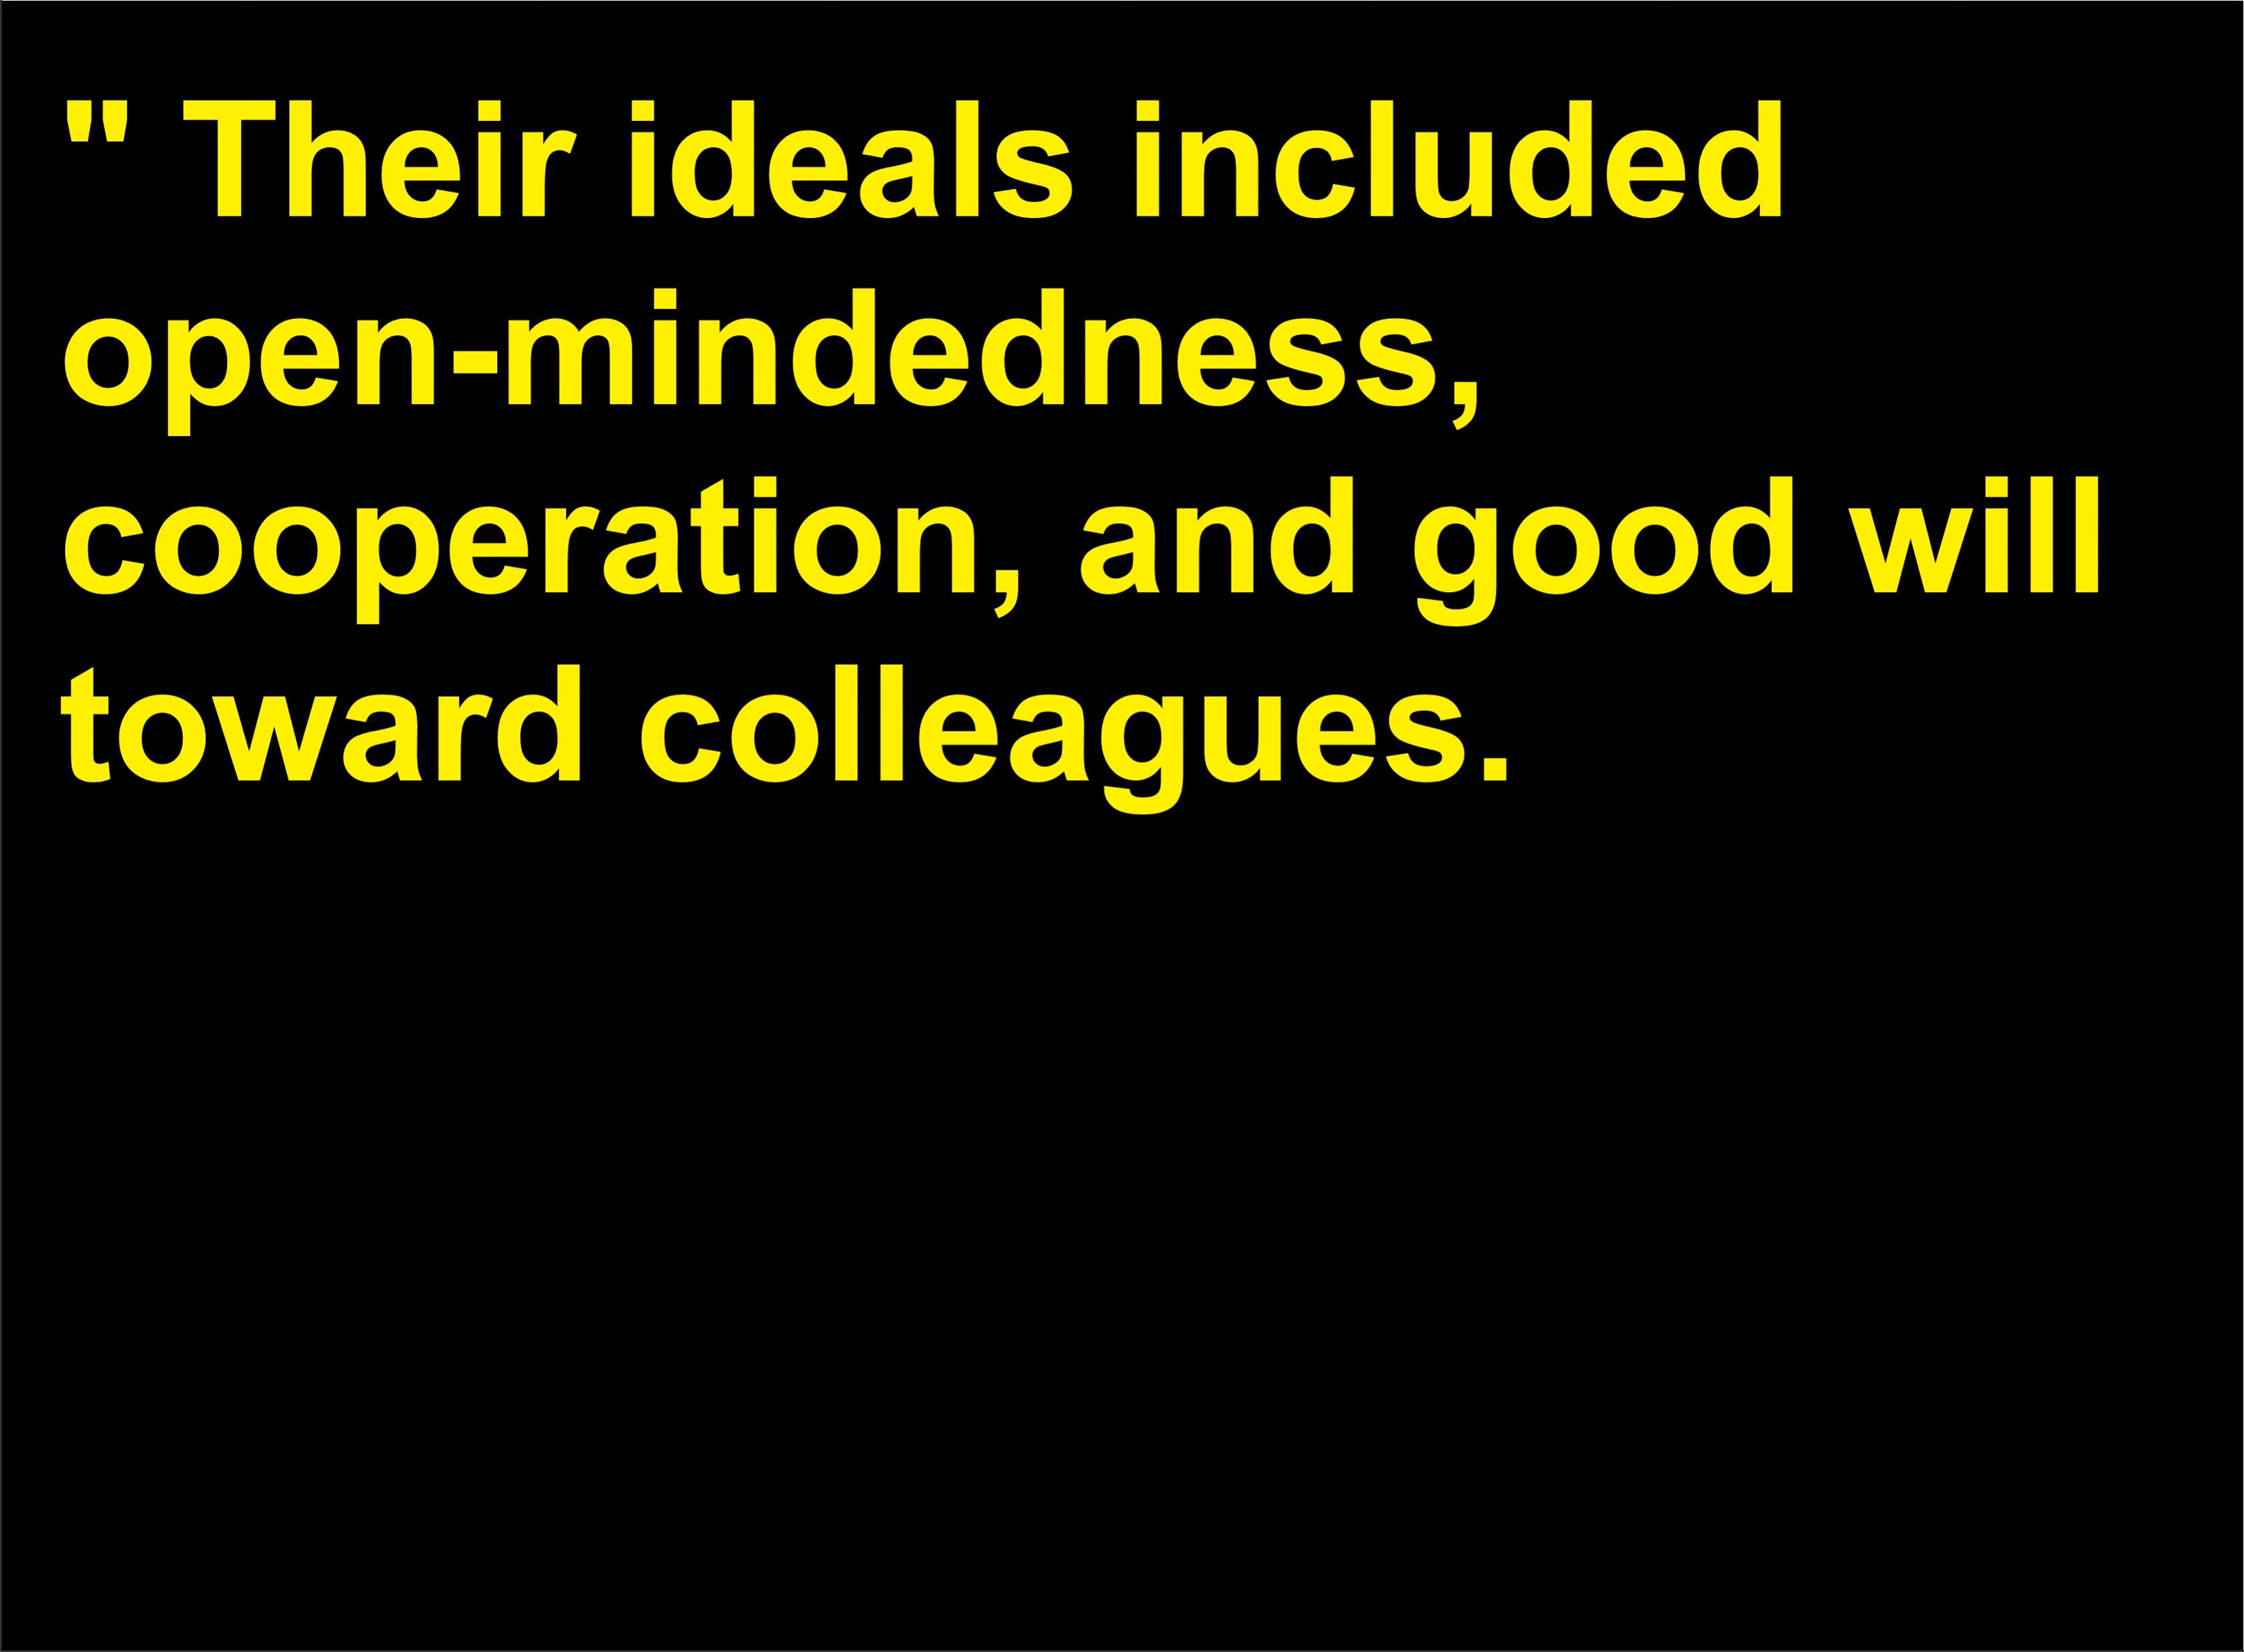 " Their ideals included
open-mindedness,
cooperation, and good will
toward colleagues.